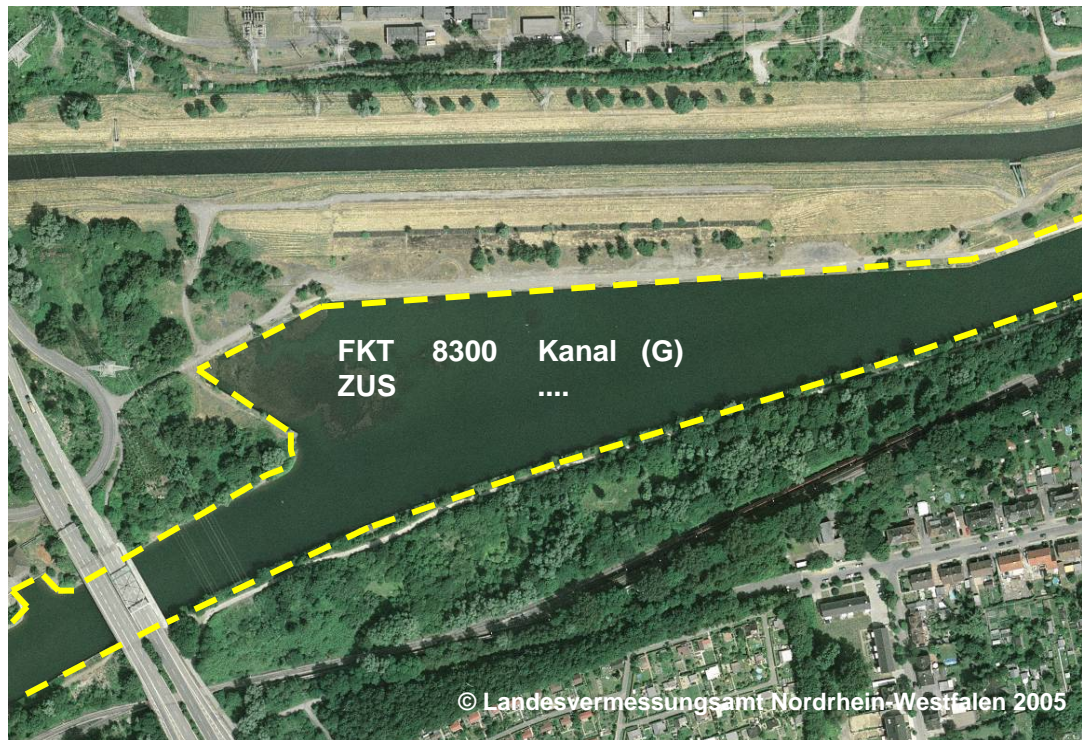 FKT 8300 Kanal (G)
ZUS ....
© Landesvermessungsamt Nordrhein-Westfalen 2005